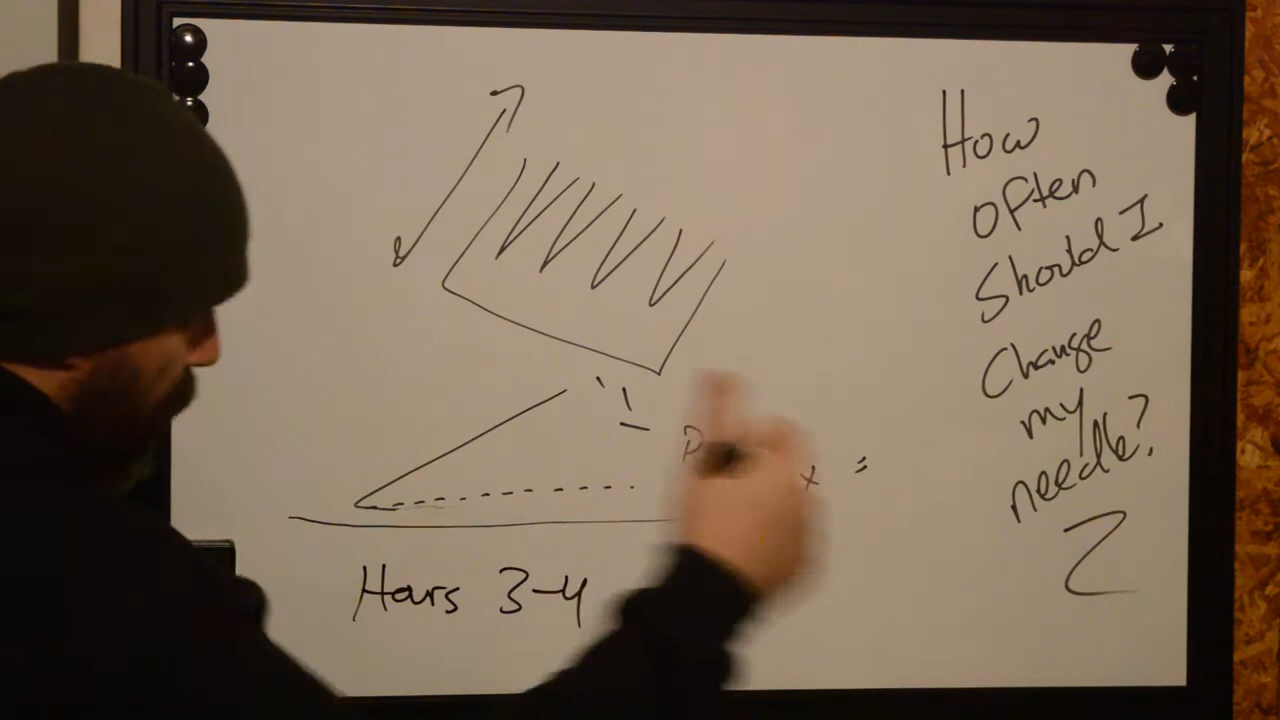 How
often
Should I
Change
my
needle?
Hours 3-4
x =